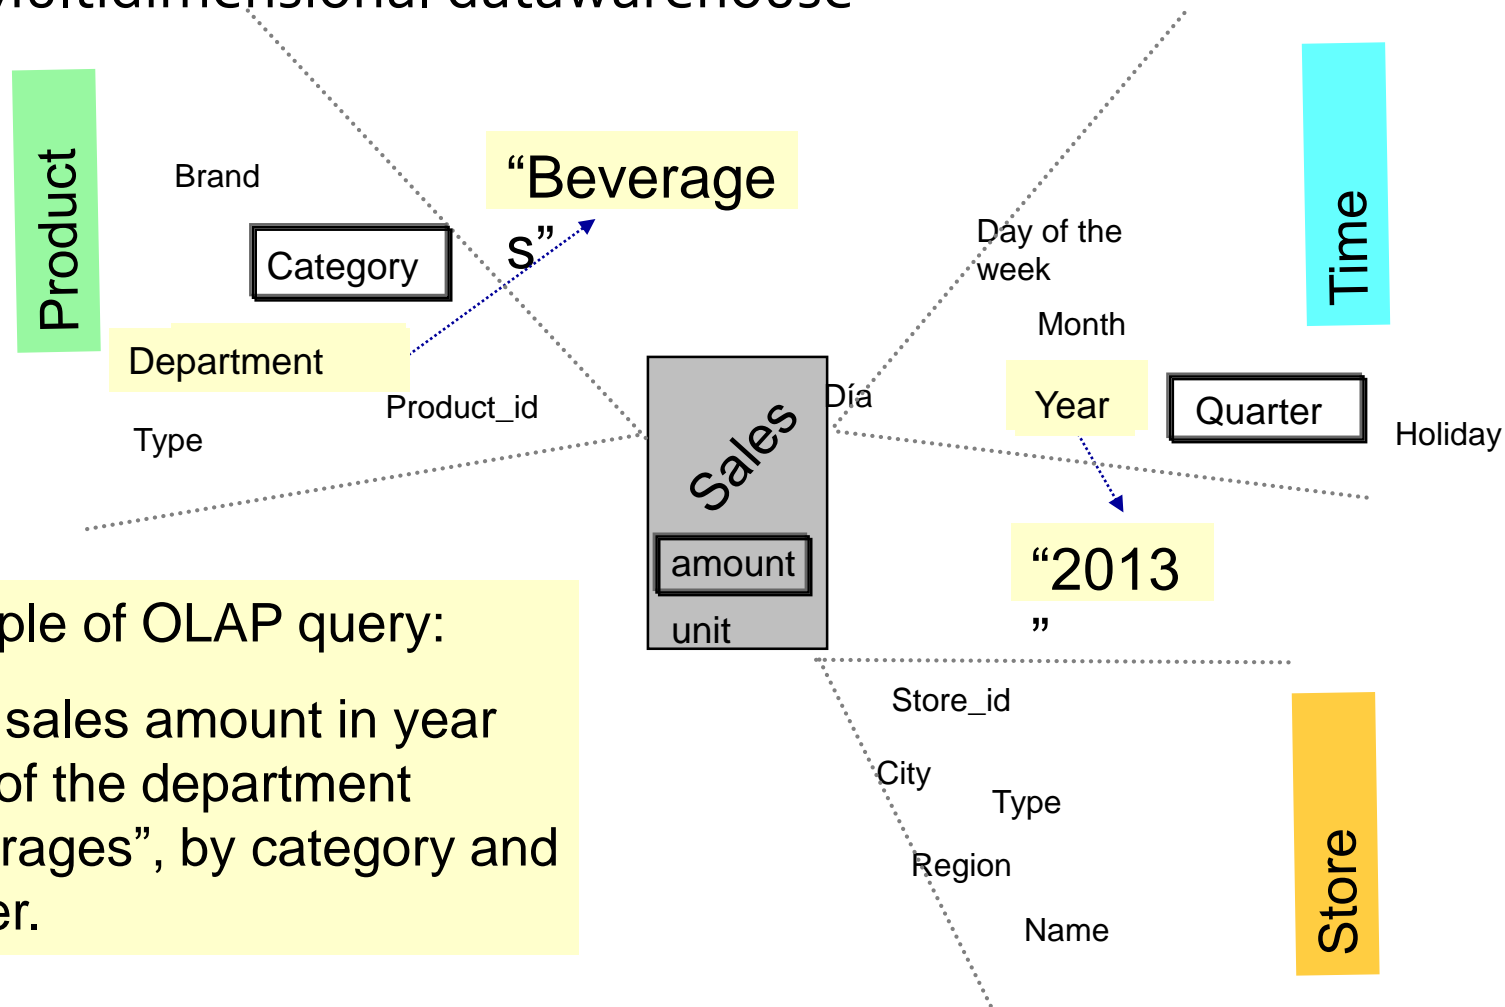 Multidimensional datawarehouse
Product
Brand
Category
Department
Product_id
Type
“Beverage
s”
Day of the
week
Month
Día
Year
Quarter
Holiday
Time
“2013
”
Sales
amount
unit
ple of OLAP query:
sales amount in year
of the department
rages”, by category and
er.
Store_id
City
Type
Region
Name
Store